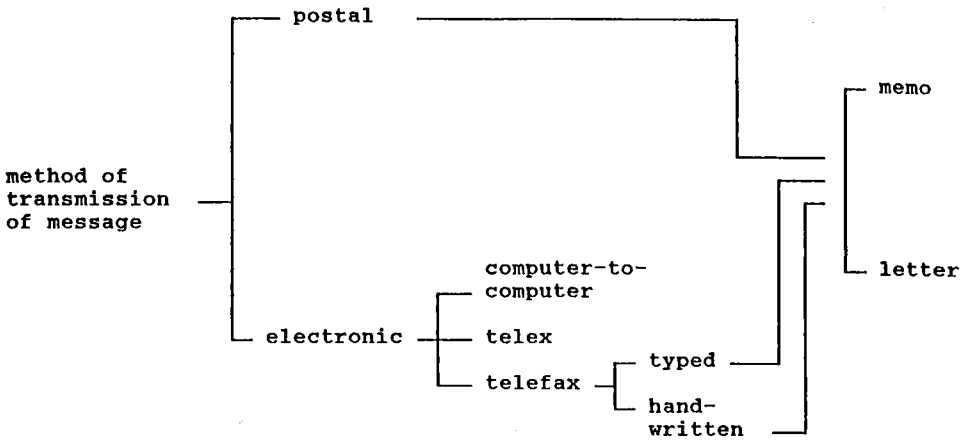 postal
memo
method of
transmission
of message
letter
computer-to-
computer
electronic
telex
telefax
typed
hand-
written